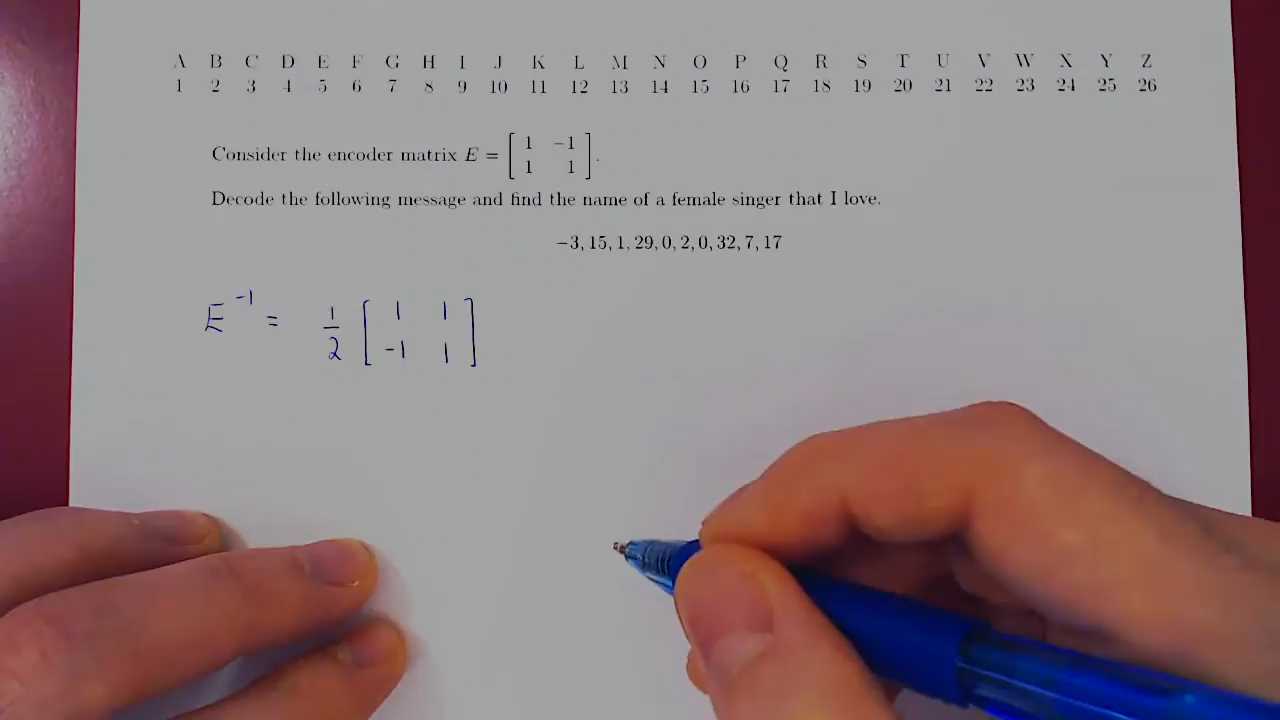 A B C D E F G H I J K L M N O P Q R S T U V W X Y Z
1 2 3 4 5 6 7 8 9 10 11 12 13 14 15 16 17 18 19 20 21 22 23 24 25 26
Consider the encoder matrix E = [1 −1
1 1].
Decode the following message and find the name of a female singer that I love.
−3, 15, 1, 29, 0, 2, 0, 32, 7, 17
E^-1 = 1/2 [1 1
-1 1]